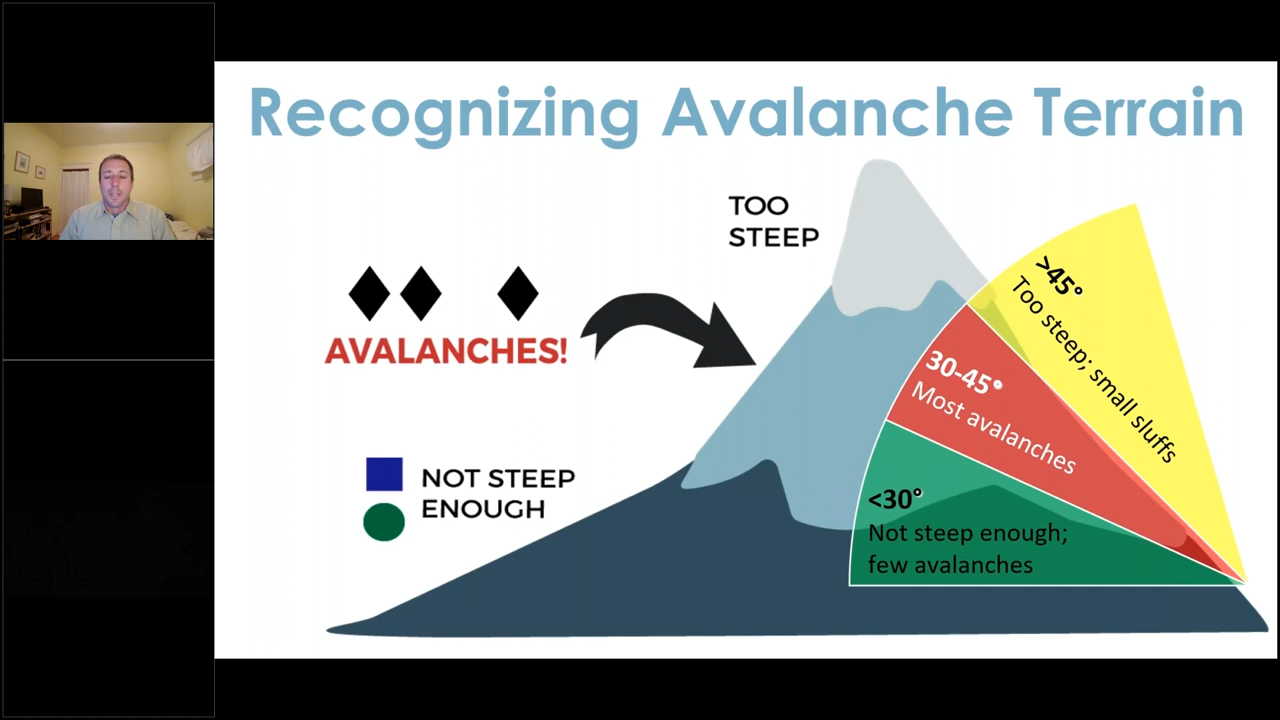 Recognizing Avalanche Terrain
TOO
STEEP
AVALANCHES!
NOT STEEP
ENOUGH
>45°
Too steep; small sluffs
30-45°
Most avalanches
<30°
Not steep enough;
few avalanches